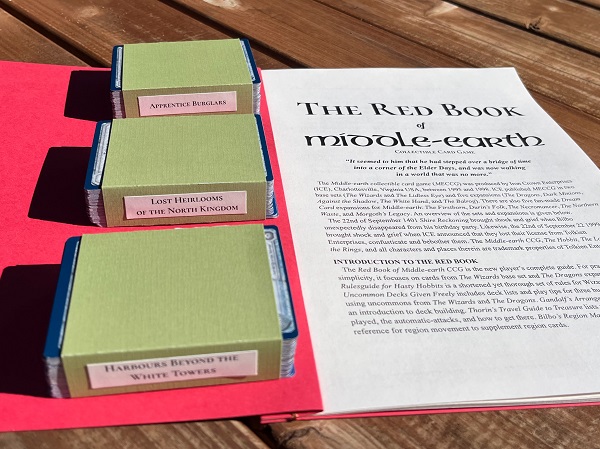 Apprentice Burglars
Lost Heirlooms
of the North Kingdom
Harbours Beyond the
White Towers
The Red Book
of
middle-earth
Collectible Card Game
"It seemed to him that he had stepped over a bridge of time
into a corner of the Elder Days, and was now walking
in a world that was no more."
The Middle-earth collectible card game (MECCG) was produced by Iron Crown Enterprises
(ICE), Charlottesville, Virginia USA, between 1995 and 1998. ICE published MECCG in two
base sets (The Wizards and The Lidless Eye) and five expansions (The Dragons, Dark Minions,
Against the Shadow, The White Hand, and The Balrog). There are also five fan-made Dream
Card expansions for Middle-earth: The Firstborn, Durin's Folk, The Necromancer, The Northern
Waste, and Morgoth's Legacy. An overview of the sets and expansions is given below.
The 22nd of September 1401 Shire Reckoning brought shock and grief when Bilbo
unexpectedly disappeared from his birthday party. Likewise, the 22nd of September 22, 1999
brought shock and grief when ICE announced that they lost their license from Tolkien
Enterprises, confusticate and bebother them. The Middle-earth CCG, The Hobbit, The Lo
the Rings, and all characters and places therein are trademark properties of Tolkien Ente
INTRODUCTION TO THE RED BOOK
The Red Book of Middle-earth CCG is the new player's complete guide. For pra
simplicity, it focuses on cards from The Wizards base set and The Dragons expan
Rulesguide for Hasty Hobbits is a shortened yet thorough set of rules for Wizar
Uncommon Decks Given Freely includes deck lists and play tips for three bu
using uncommons from The Wizards and The Dragons. Gandalf's Arrange
an introduction to deck building, Thorin's Travel Guide to Treasure lists
played, the automatic-attacks, and how to get there. Bilbo's Region Ma
reference for region movement to supplement region cards.